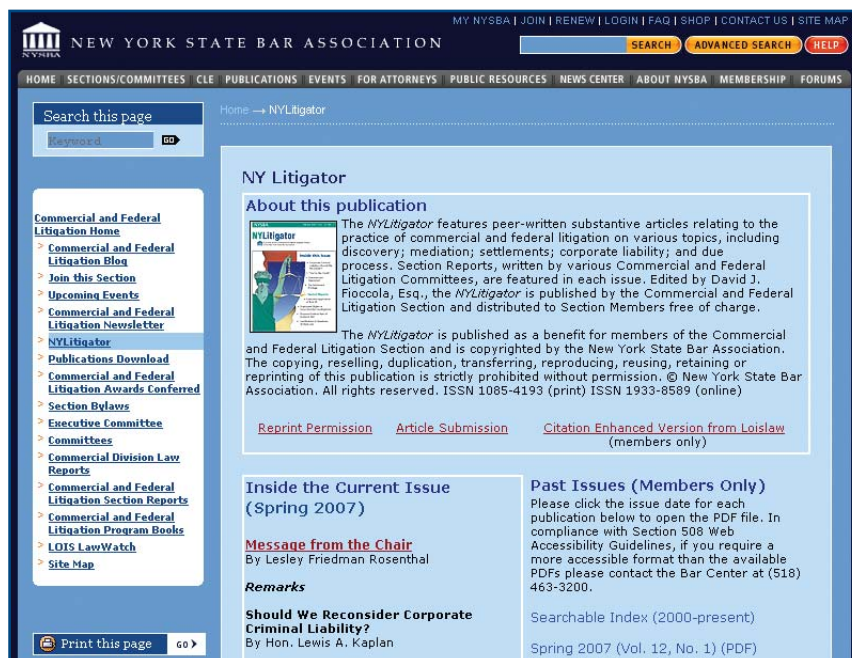 MY NYSBA | JOIN | RENEW | LOGIN | FAQ | SHOP | CONTACT US | SITE MAP
NYSBA
NEW YORK STATE BAR ASSOCIATION
SEARCH
ADVANCED SEARCH
HELP
HOME SECTIONS/COMMITTEES CLE PUBLICATIONS EVENTS FOR ATTORNEYS PUBLIC RESOURCES NEWS CENTER ABOUT NYSBA MEMBERSHIP FORUMS
Search this page
Keyword
GO
Commercial and Federal
Litigation Home
> Commercial and Federal
Litigation Blog
> Join this Section
> Upcoming Events
> Commercial and Federal
Litigation Newsletter
> NYLitigator
> Publications Download
> Commercial and Federal
Litigation Awards Conferred
> Section Bylaws
> Executive Committee
> Committees
> Commercial Division Law
Reports
> Commercial and Federal
Litigation Section Reports
> Commercial and Federal
Litigation Program Books
> LOIS LawWatch
> Site Map
Print this page
GO >
Home → NYLitigator
NY Litigator
About this publication
NYSBA
NYLitigator
The NYLitigator features peer-written substantive articles relating to the
practice of commercial and federal litigation on various topics, including
discovery; mediation; settlements; corporate liability; and due
process. Section Reports, written by various Commercial and Federal
Litigation Committees, are featured in each issue. Edited by David J.
Fioccola, Esq., the NYLitigator is published by the Commercial and Federal
Litigation Section and distributed to Section Members free of charge.
The NYLitigator is published as a benefit for members of the Commercial
and Federal Litigation Section and is copyrighted by the New York State Bar Association.
The copying, reselling, duplication, transferring, reproducing, reusing, retaining or
reprinting of this publication is strictly prohibited without permission. © New York State Bar
Association. All rights reserved. ISSN 1085-4193 (print) ISSN 1933-8589 (online)
Reprint Permission Article Submission Citation Enhanced Version from Loislaw
(members only)
Inside the Current Issue
(Spring 2007)
Message from the Chair
By Lesley Friedman Rosenthal
Remarks
Should We Reconsider Corporate
Criminal Liability?
By Hon. Lewis A. Kaplan
Past Issues (Members Only)
Please click the issue date for each
publication below to open the PDF file. In
compliance with Section 508 Web
Accessibility Guidelines, if you require a
more accessible format than the available
PDFs please contact the Bar Center at (518)
463-3200.
Searchable Index (2000-present)
Spring 2007 (Vol. 12, No. 1) (PDF)